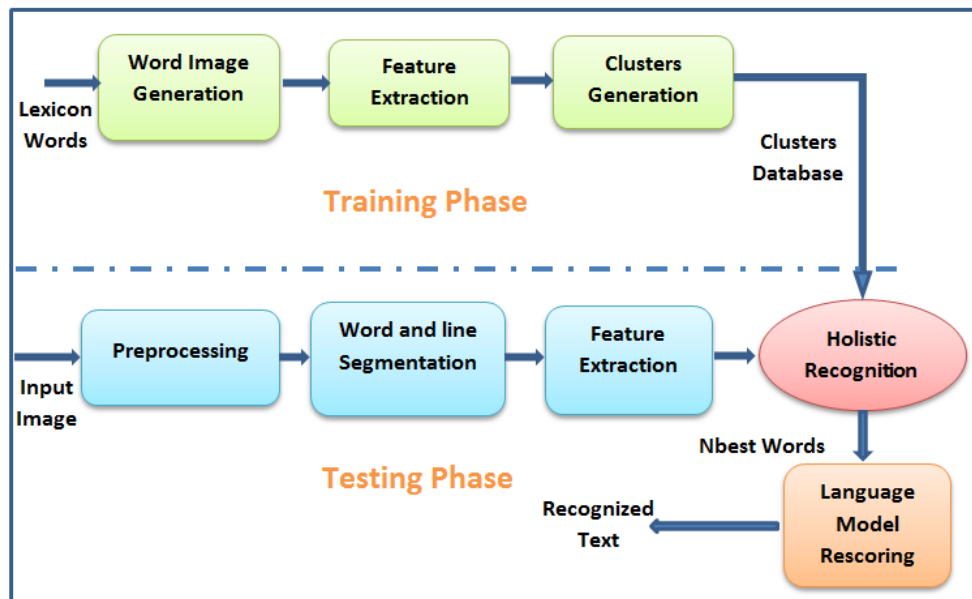 Word Image
Generation
Feature
Extraction
Clusters
Generation
Lexicon
Words
Clusters
Database
Training Phase
Preprocessing
Word and line
Segmentation
Feature
Extraction
Holistic
Recognition
Input
Image
Nbest Words
Testing Phase
Language
Model
Rescoring
Recognized
Text